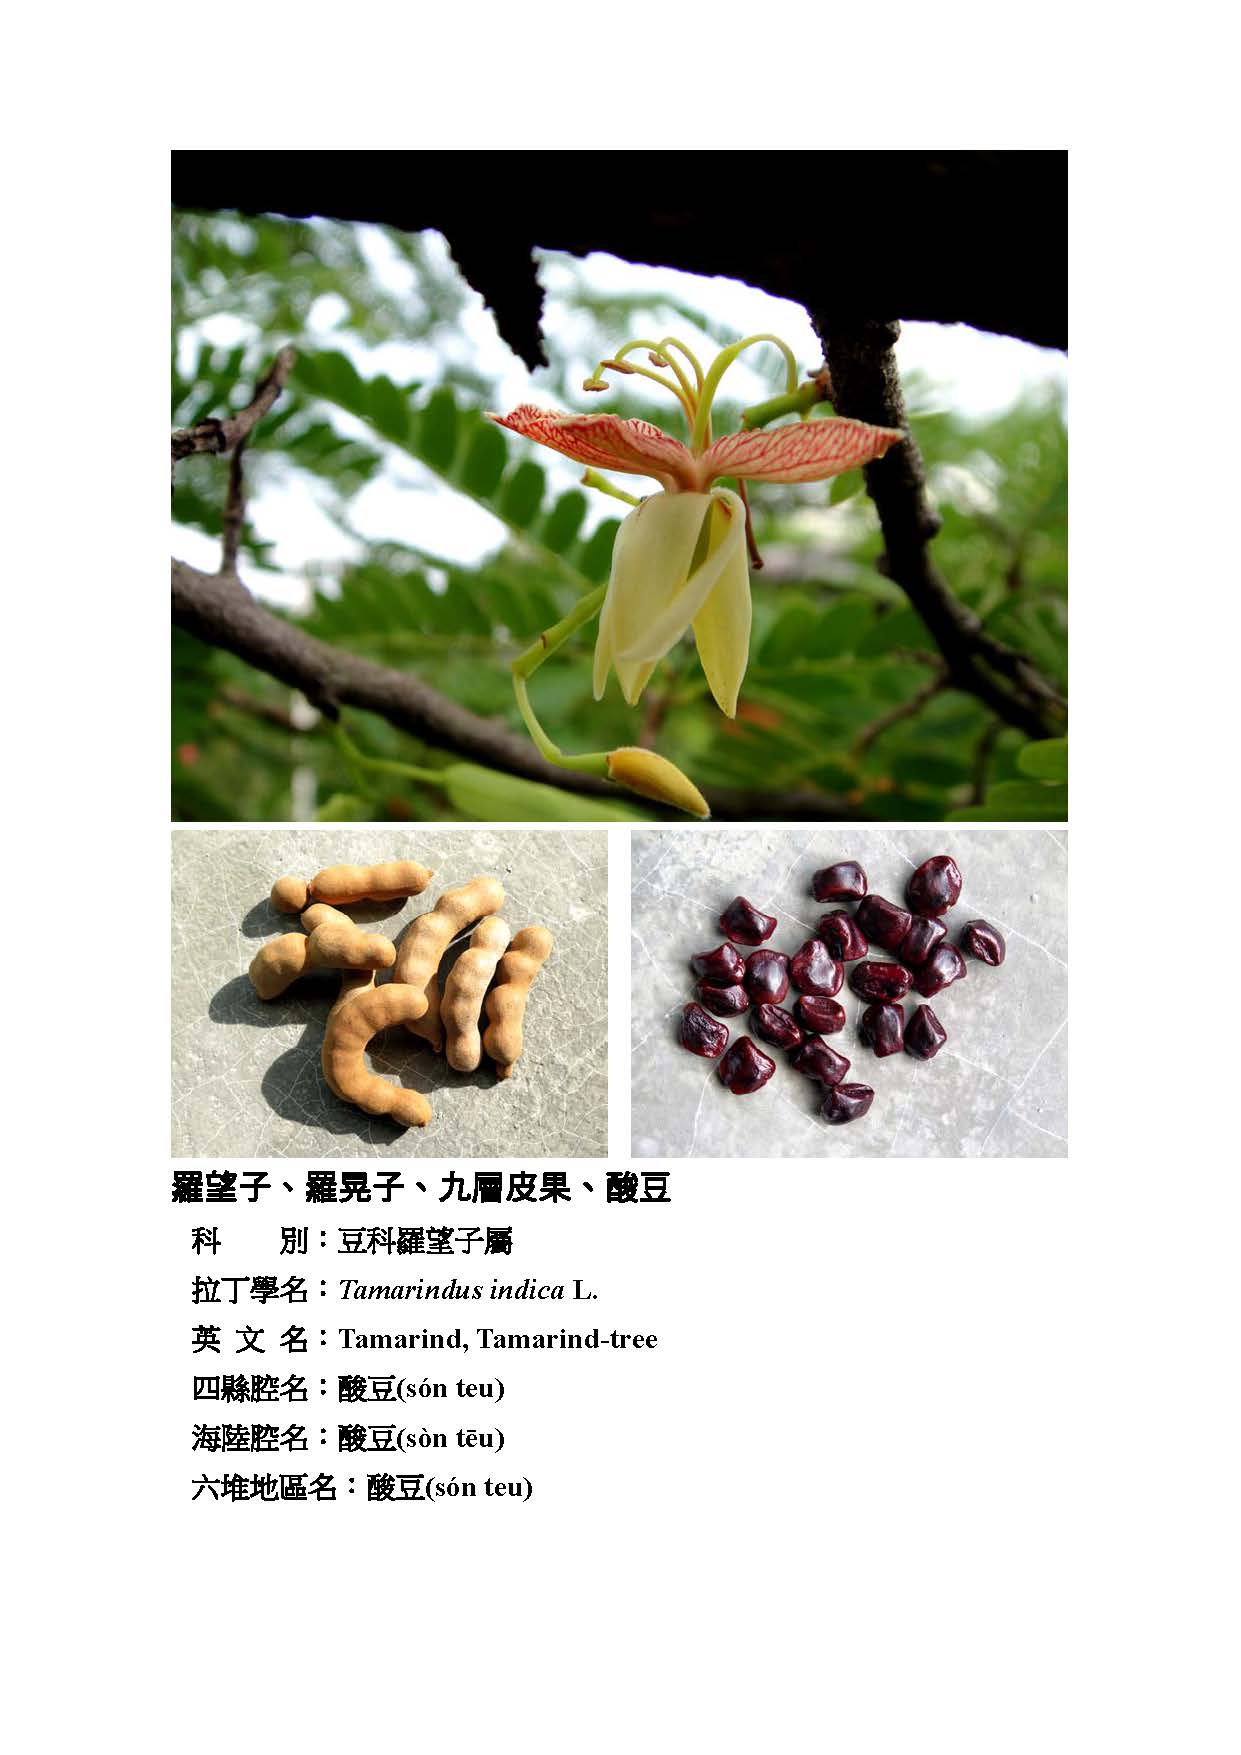 羅望子、羅晃子、九層皮果、酸豆
科　　別：豆科羅望子屬
拉丁學名：Tamarindus indica L.
英 文 名：Tamarind, Tamarind-tree
四縣腔名：酸豆(són teu)
海陸腔名：酸豆(sòn tēu)
六堆地區名：酸豆(són teu)